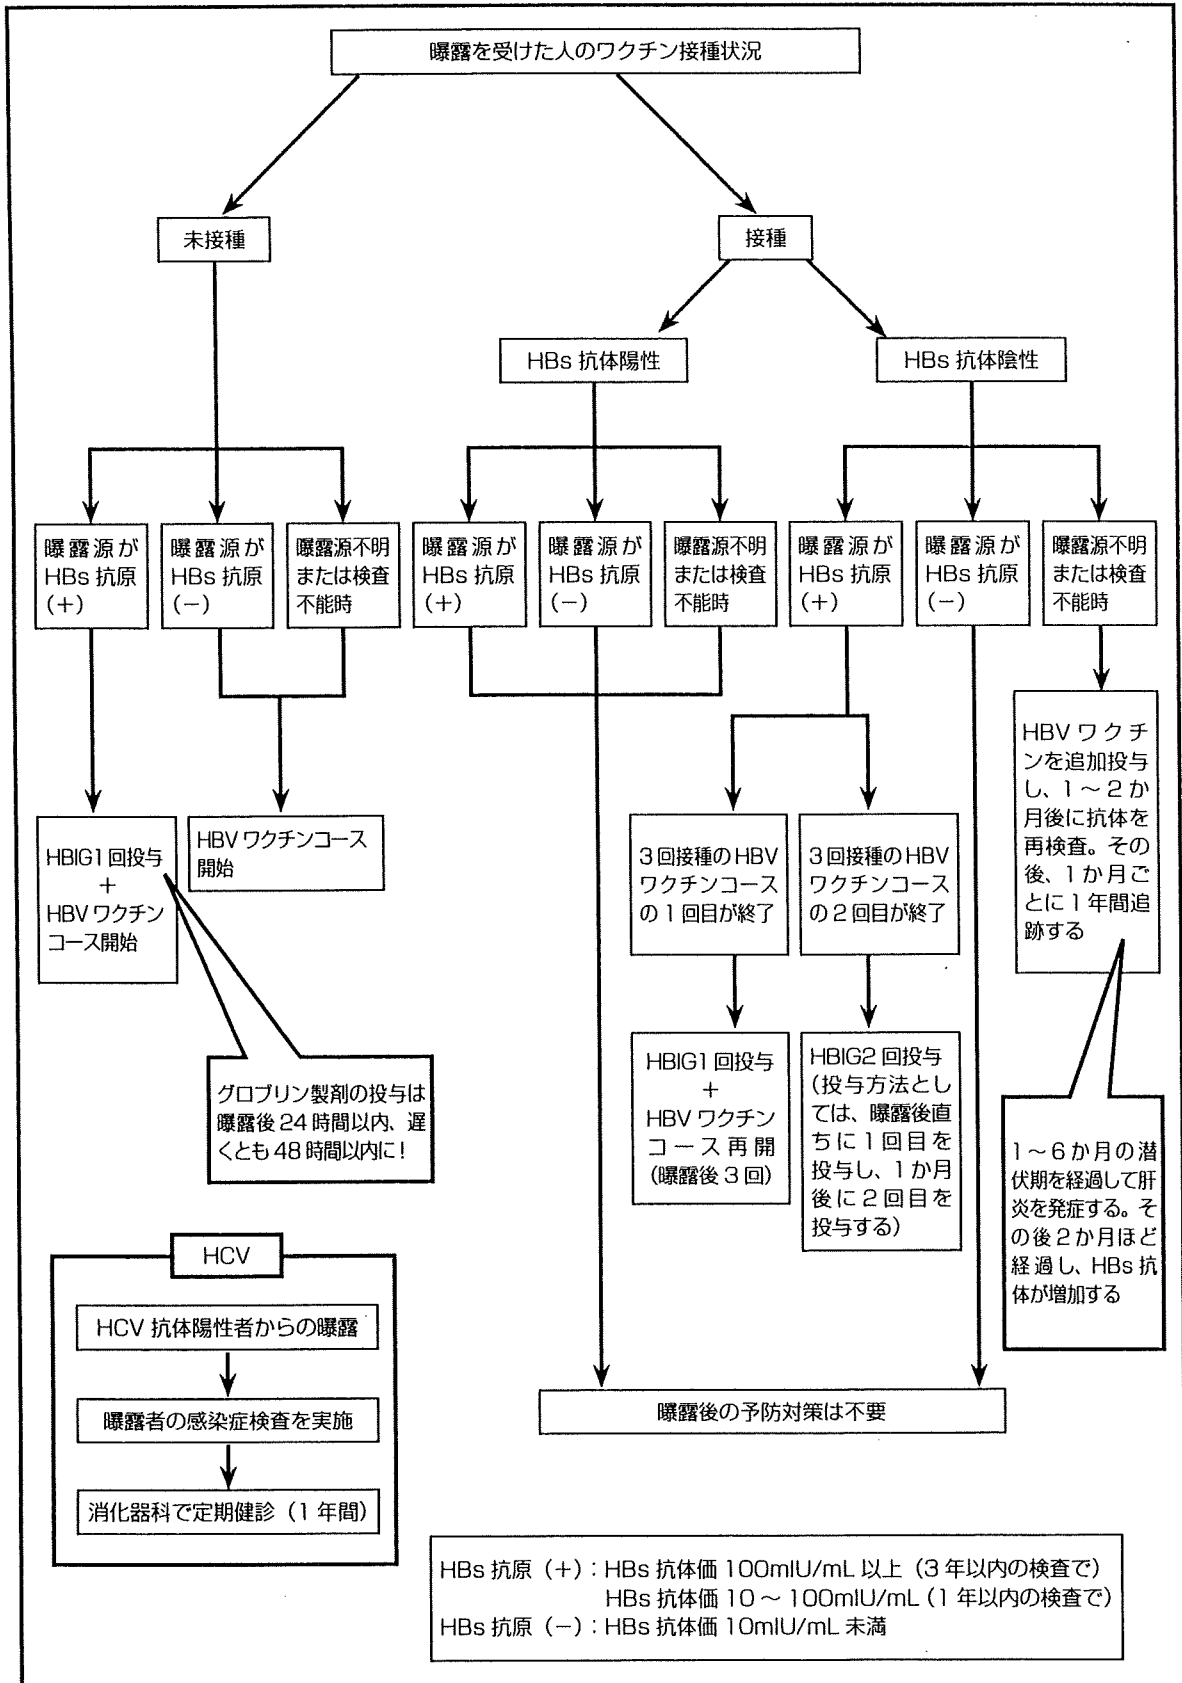 曝露を受けた人のワクチン接種状況
未接種
接種
HBs 抗体陽性
HBs 抗体陰性
曝露源が
HBs 抗原
(+)
曝露源が
HBs 抗原
(−)
曝露源不明
または検査
不能時
曝露源が
HBs 抗原
(+)
曝露源が
HBs 抗原
(−)
曝露源不明
または検査
不能時
曝露源が
HBs 抗原
(+)
曝露源が
HBs 抗原
(−)
曝露源不明
または検査
不能時
HBIG1回投与
+
HBVワクチン
コース開始
HBVワクチンコース
開始
3回接種のHBV
ワクチンコース
の1回目が終了
3回接種のHBV
ワクチンコース
の2回目が終了
HBVワクチ
ンを追加投与
し、1～2か
月後に抗体を
再検査。その
後、1か月ご
とに1年間追
跡する
グロブリン製剤の投与は
曝露後24時間以内、遅
くとも48時間以内に！
HBIG1回投与
+
HBVワクチン
コース再開
(曝露後3回)
HBIG2回投与
(投与方法とし
ては、曝露後直
ちに1回目を
投与し、1か月
後に2回目を
投与する)
1～6か月の潜
伏期を経過して肝
炎を発症する。そ
の後2か月ほど
経過し、HBs抗
体が増加する
HCV
HCV 抗体陽性者からの曝露
曝露者の感染症検査を実施
消化器科で定期健診（1年間）
曝露後の予防対策は不要
HBs 抗原（+）：HBs 抗体価 100mIU/mL 以上（3年以内の検査で）
HBs 抗体価 10～100mIU/mL（1年以内の検査で）
HBs 抗原（−）：HBs 抗体価 10mIU/mL 未満